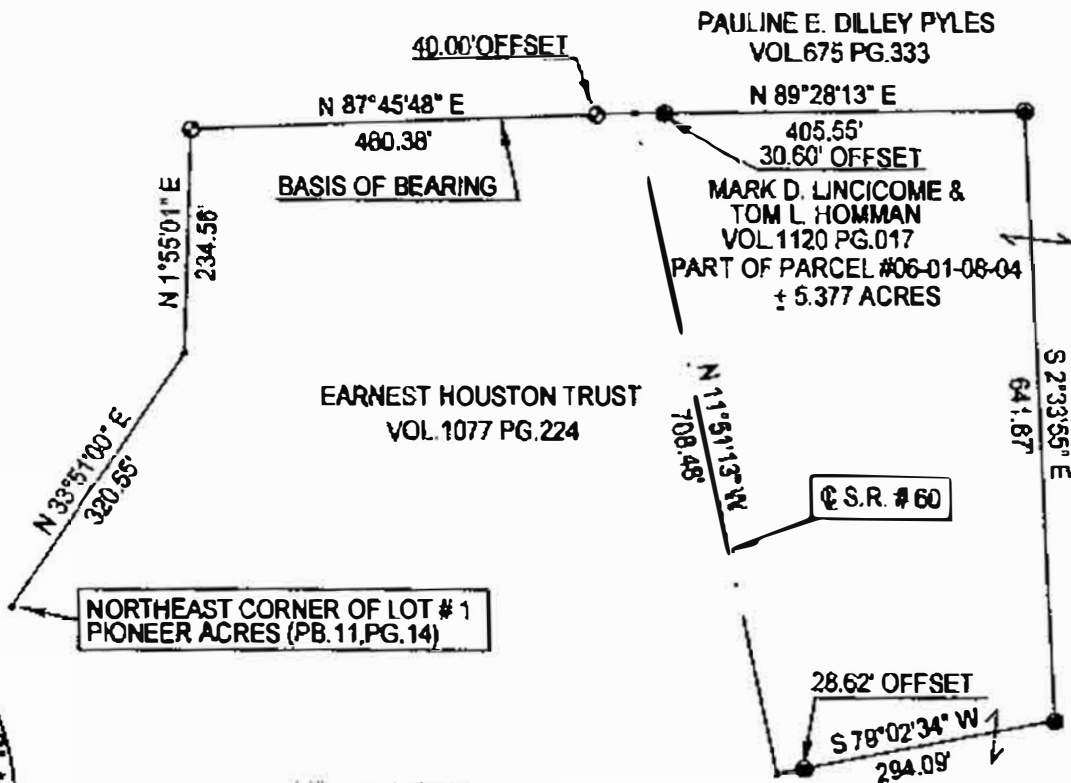 PAULINE E. DILLEY PYLES
VOL.675 PG.333
40.00' OFFSET
N 87°45'48" E
480.38'
N 89°28'13" E
405.55'
30.60' OFFSET
BASIS OF BEARING
MARK D. LINCICOME &
TOM L. HOMMAN
VOL.1120 PG.017
PART OF PARCEL #06-01-08-04
± 5.377 ACRES
N 1°55'01" E
234.56'
S 2°33'55" E
641.87'
EARNEST HOUSTON TRUST
VOL.1077 PG.224
N 11°51'13" W
708.48'
N 33°51'00" E
320.55'
℄ S.R. # 60
NORTHEAST CORNER OF LOT # 1
PIONEER ACRES (PB.11,PG.14)
28.62' OFFSET
S 79°02'34" W
294.09'